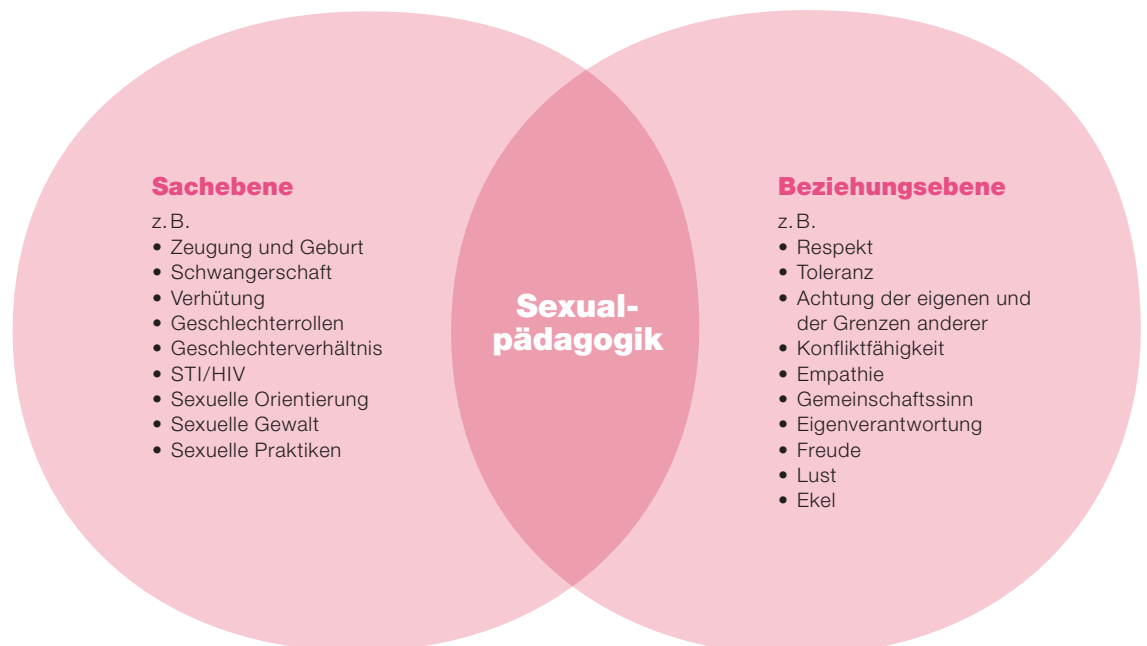 Sachebene
z. B.
• Zeugung und Geburt
• Schwangerschaft
• Verhütung
• Geschlechterrollen
• Geschlechterverhältnis
• STI/HIV
• Sexuelle Orientierung
• Sexuelle Gewalt
• Sexuelle Praktiken
Sexual-
pädagogik
Beziehungsebene
z. B.
• Respekt
• Toleranz
• Achtung der eigenen und
der Grenzen anderer
• Konfliktfähigkeit
• Empathie
• Gemeinschaftssinn
• Eigenverantwortung
• Freude
• Lust
• Ekel